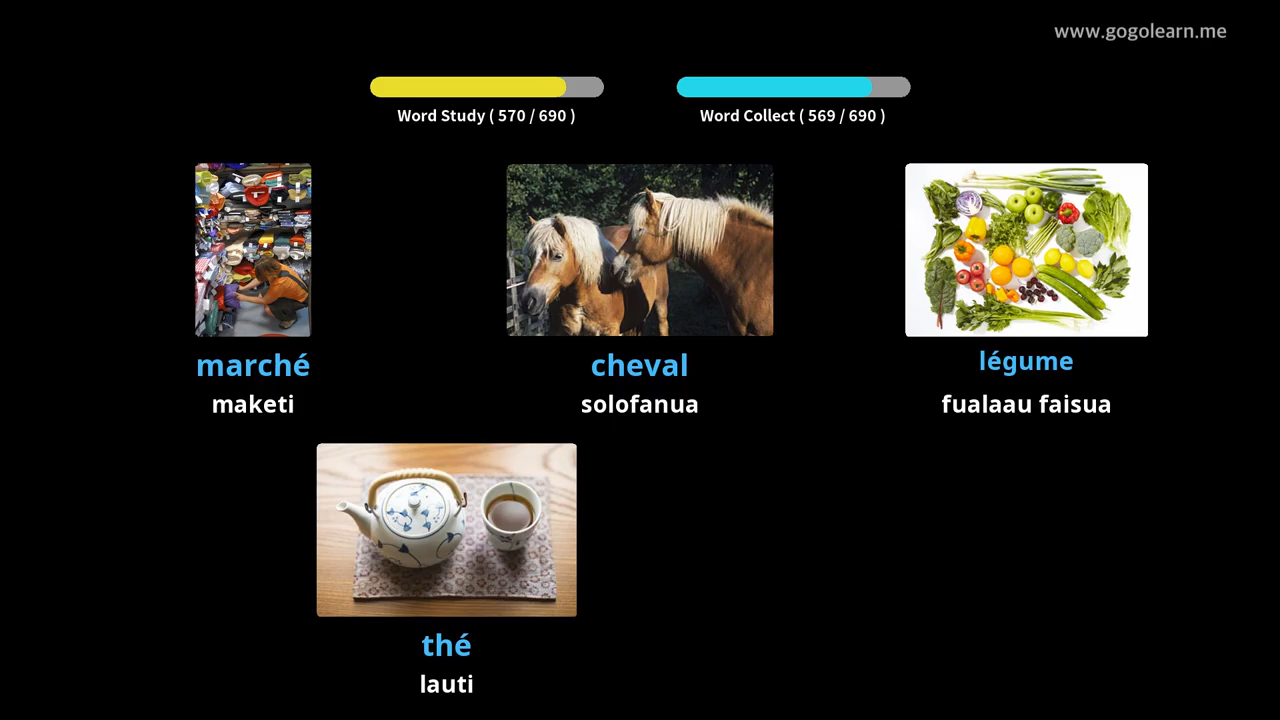 www.gogolearn.me
Word Study ( 570 / 690 )
Word Collect ( 569 / 690 )
marché
cheval
légume
maketi
solofanua
fualaau faisua
thé
lauti